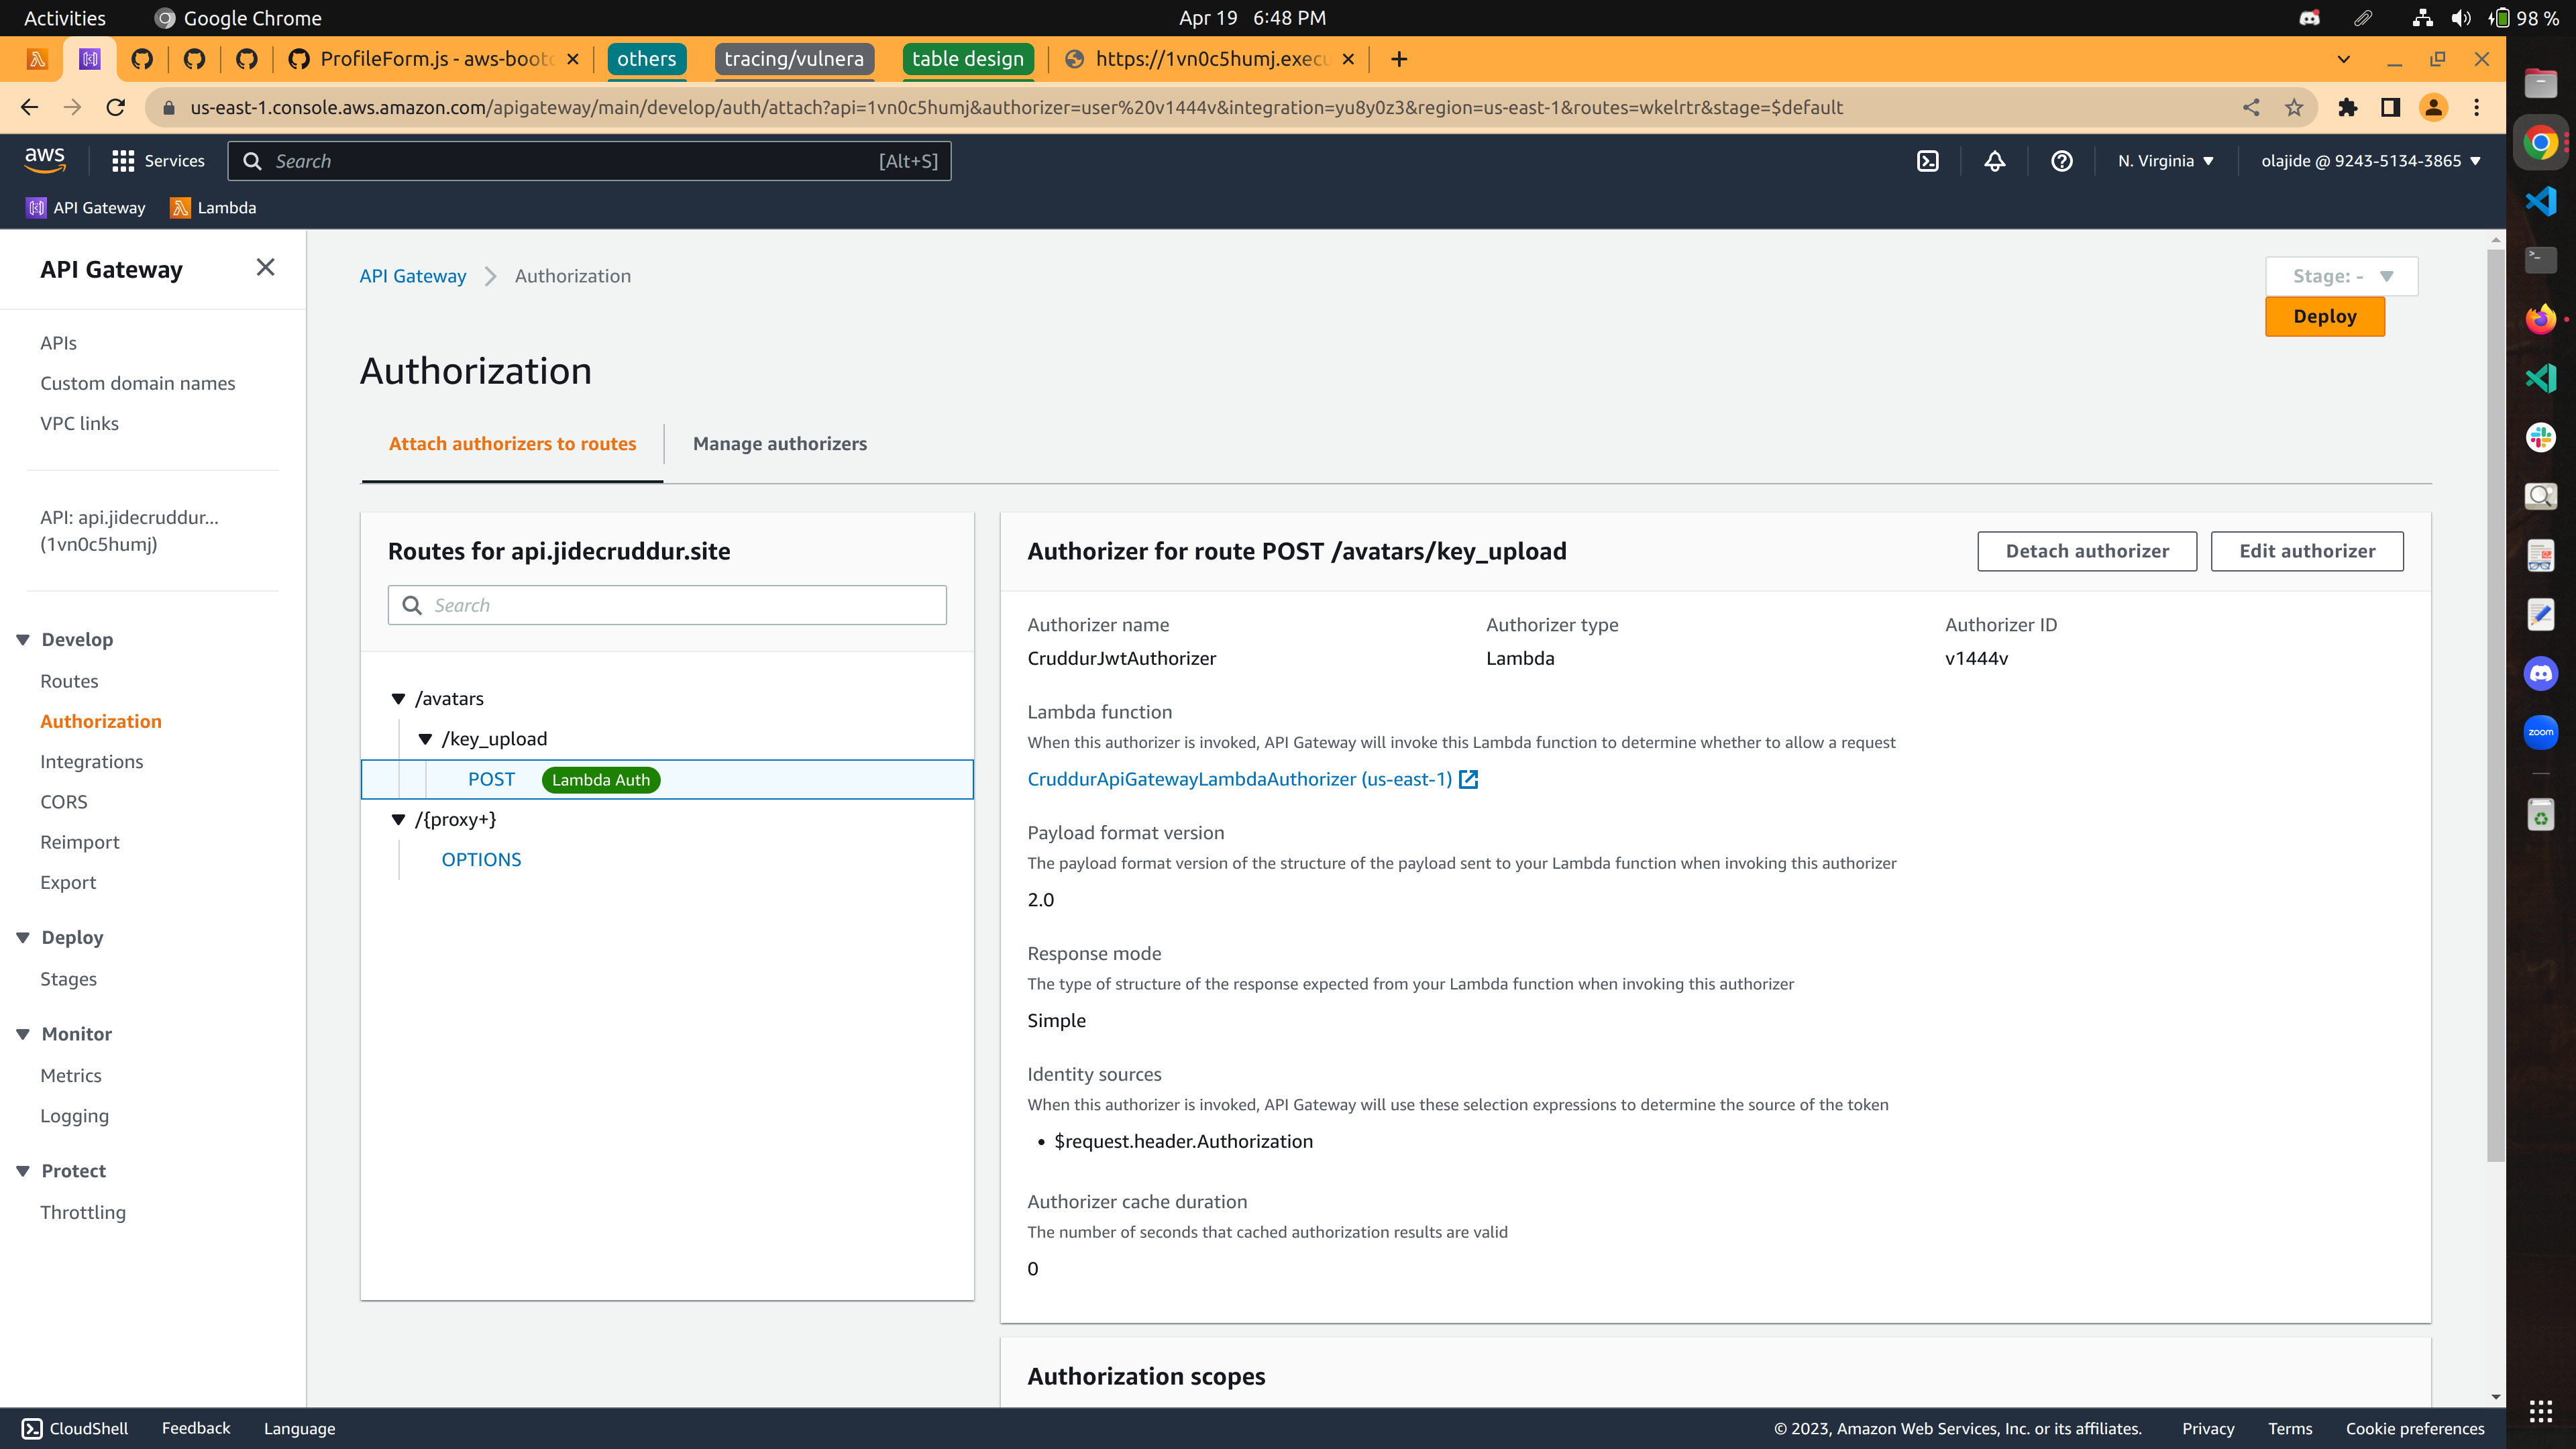 Activities
Google Chrome
Apr 19 6:48 PM
98 %
ProfileForm.js - aws-bootc
others
tracing/vulnera
table design
https://1vn0c5humj.execu
us-east-1.console.aws.amazon.com/apigateway/main/develop/auth/attach?api=1vn0c5humj&authorizer=user%20v1444v&integration=yu8y0z3&region=us-east-1&routes=wkelrtr&stage=$default
aws
Services
Search
[Alt+S]
N. Virginia
olajide @ 9243-5134-3865
API Gateway
Lambda
API Gateway
APIs
Custom domain names
VPC links
API: api.jidecruddur...
(1vn0c5humj)
Develop
Routes
Authorization
Integrations
CORS
Reimport
Export
Deploy
Stages
Monitor
Metrics
Logging
Protect
Throttling
API Gateway
Authorization
Stage: -
Deploy
Authorization
Attach authorizers to routes
Manage authorizers
Routes for api.jidecruddur.site
Search
/avatars
/key_upload
POST
Lambda Auth
/{proxy+}
OPTIONS
Authorizer for route POST /avatars/key_upload
Detach authorizer
Edit authorizer
Authorizer name
CruddurJwtAuthorizer
Authorizer type
Lambda
Authorizer ID
v1444v
Lambda function
When this authorizer is invoked, API Gateway will invoke this Lambda function to determine whether to allow a request
CruddurApiGatewayLambdaAuthorizer (us-east-1)
Payload format version
The payload format version of the structure of the payload sent to your Lambda function when invoking this authorizer
2.0
Response mode
The type of structure of the response expected from your Lambda function when invoking this authorizer
Simple
Identity sources
When this authorizer is invoked, API Gateway will use these selection expressions to determine the source of the token
• $request.header.Authorization
Authorizer cache duration
The number of seconds that cached authorization results are valid
0
Authorization scopes
zoom
CloudShell
Feedback
Language
© 2023, Amazon Web Services, Inc. or its affiliates.
Privacy
Terms
Cookie preferences